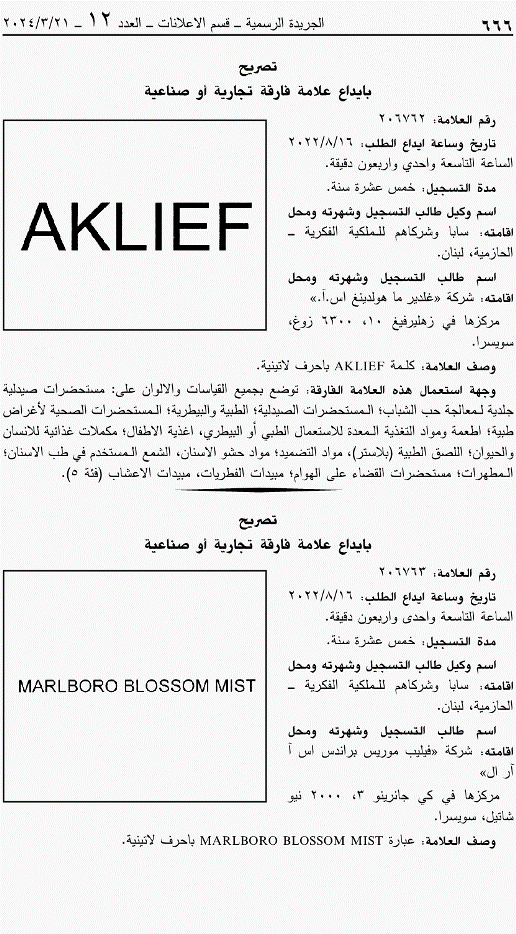 ٦٦٦ الجريدة الرسمية ـ قسم الاعلانات ـ العدد ١٢ ـ ٢٠٢٤/٣/٢١
تصريح
بايداع علامة فارقة تجارية أو صناعية
رقم العلامة: ٢٠٦٧٦٢
تاريخ وساعة ايداع الطلب: ٢٠٢٢/٨/١٦
الساعة التاسعة واحدي واربعون دقيقة.
مدة التسجيل: خمس عشرة سنة.
اسم وكيل طالب التسجيل وشهرته ومحل
اقامته: سابا وشركاهم للملكية الفكرية ـ
الحازمية، لبنان.
اسم طالب التسجيل وشهرته ومحل
اقامته: شركة «غلدير ما هولدينغ اس.آ.»
مركزها في زهليرفيغ ١٠، ٦٣٠٠ زوغ،
سويسرا.
AKLIEF
وصف العلامة: كلمة AKLIEF باحرف لاتينية.
وجهة استعمال هذه العلامة الفارقة: توضع بجميع القياسات والالوان على: مستحضرات صيدلية
جلدية لمعالجة حب الشباب؛ المستحضرات الصيدلية؛ الطبية والبيطرية؛ المستحضرات الصحية لأغراض
طبية؛ اطعمة ومواد التغذية المعدة للاستعمال الطبي أو البيطري، اغذية الاطفال؛ مكملات غذائية للانسان
والحيوان؛ اللصق الطبية (بلاستر)، مواد التضميد؛ مواد حشو الاسنان، الشمع المستخدم في طب الاسنان؛
المطهرات؛ مستحضرات القضاء على الهوام؛ مبيدات الفطريات، مبيدات الاعشاب (فئة ٥).
تصريح
بايداع علامة فارقة تجارية أو صناعية
رقم العلامة: ٢٠٦٧٦٣
تاريخ وساعة ايداع الطلب: ٢٠٢٢/٨/١٦
الساعة التاسعة واحدى واربعون دقيقة.
مدة التسجيل: خمس عشرة سنة.
اسم وكيل طالب التسجيل وشهرته ومحل
اقامته: سابا وشركاهم للملكية الفكرية ـ
الحازمية، لبنان.
اسم طالب التسجيل وشهرته ومحل
اقامته: شركة «فيليب موريس براندس اس آ
آر ال»
مركزها في كي جانرينو ٣، ٢٠٠٠ نيو
شاتيل، سويسرا.
MARLBORO BLOSSOM MIST
وصف العلامة: عبارة MARLBORO BLOSSOM MIST باحرف لاتينية.